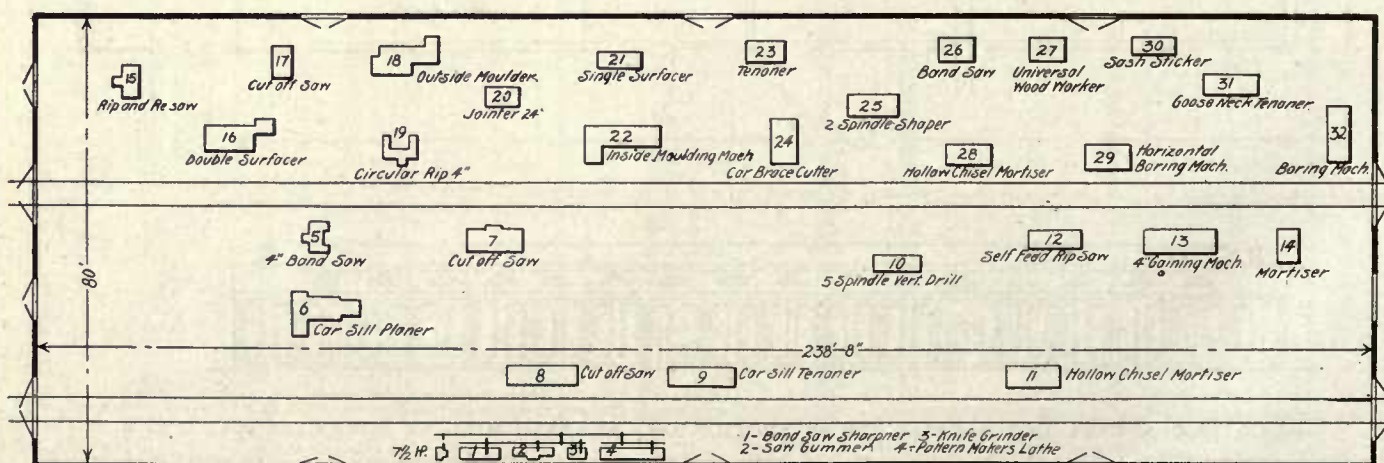 15
Rip and Resaw
17
Cut off Saw
18
Outside Moulder
20
Jointer 24"
21
Single Surfacer
23
Tenoner
26
Band Saw
27
Universal
Wood Worker
30
Sash Sticker
31
Goose Neck Tenoner
25
2 Spindle Shaper
16
Double Surfacer
19
Circular Rip 4"
22
Inside Moulding Mach
24
Car Brace Cutter
28
Hollow Chisel Mortiser
29
Horizontal
Boring Mach.
32
Boring Mach.
80'
5
4" Band Saw
7
Cut off Saw
10
5 Spindle Vert. Drill
12
Self Feed Rip Saw
13
4" Gaining Mach.
14
Mortiser
6
Car Sill Planer
238'-8"
8
Cut off Saw
9
Car Sill Tenoner
11
Hollow Chisel Mortiser
7½ HP.
1
2
3
4
1- Band Saw Sharpner 3-Knife Grinder
2- Saw Gummer 4-Pattern Makers Lathe